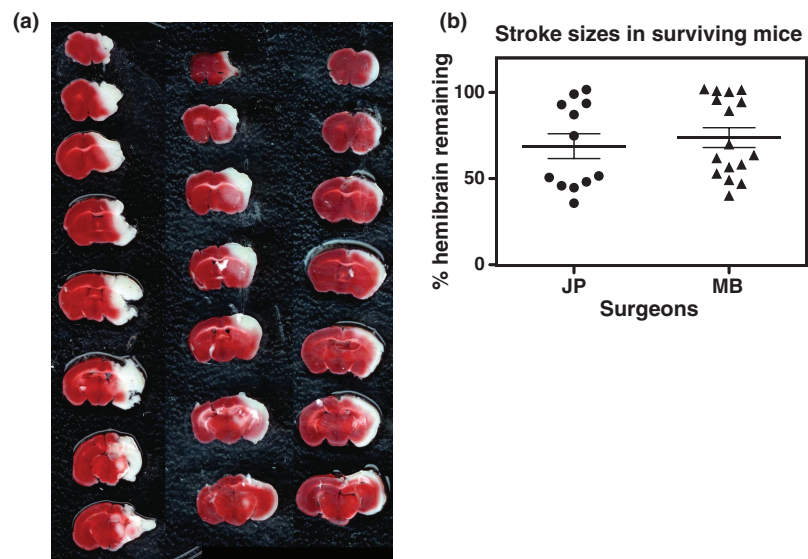 (a)
(b)
Stroke sizes in surviving mice
% hemibrain remaining
100
50
0
JP MB
Surgeons